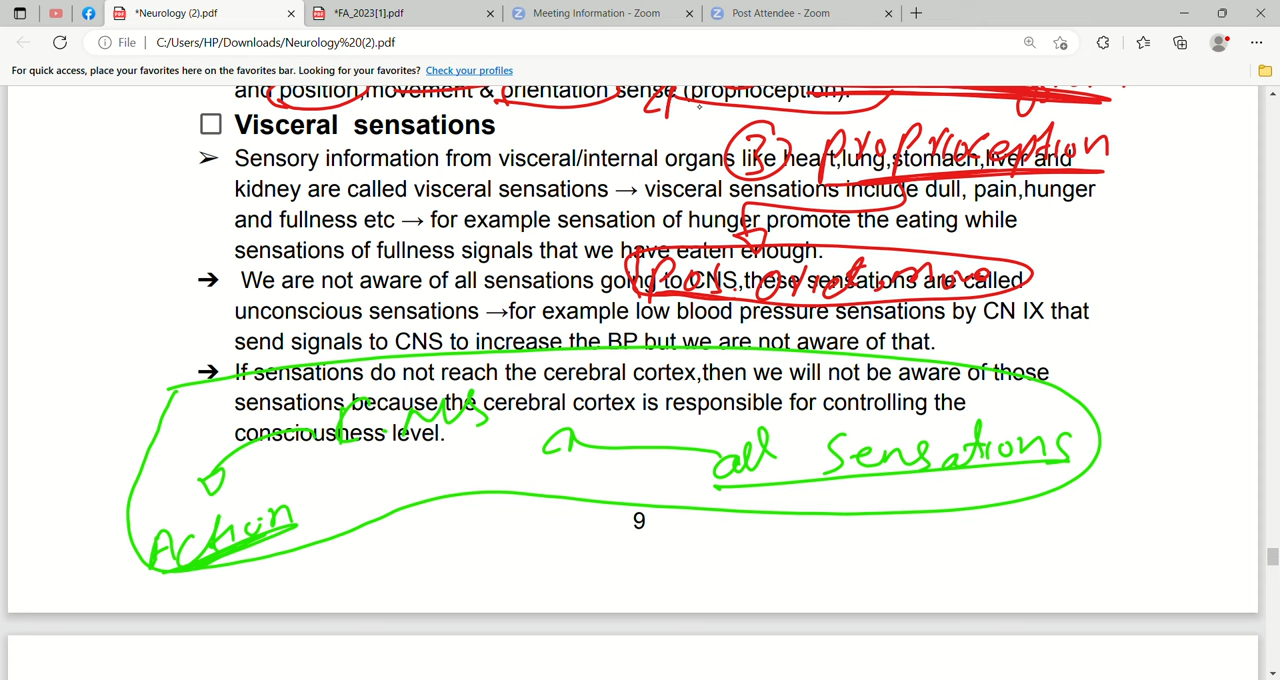 *Neurology (2).pdf
*FA_2023[1].pdf
Meeting Information - Zoom
Post Attendee - Zoom
File
C:/Users/HP/Downloads/Neurology%20(2).pdf
For quick access, place your favorites here on the favorites bar. Looking for your favorites? Check your profiles
and position,movement & orientation sense (proprioception).
Visceral sensations
➢ Sensory information from visceral/internal organs like heart,lung,stomach,liver and
③ proprioception
kidney are called visceral sensations → visceral sensations include dull, pain,hunger
and fullness etc → for example sensation of hunger promote the eating while
sensations of fullness signals that we have eaten enough.
➔ We are not aware of all sensations going to CNS,these sensations are called
pos.
unconscious sensations →for example low blood pressure sensations by CN IX that
send signals to CNS to increase the BP but we are not aware of that.
➔ If sensations do not reach the cerebral cortex,then we will not be aware of those
sensations because the cerebral cortex is responsible for controlling the
consciousness level.
all sensations
Action
9